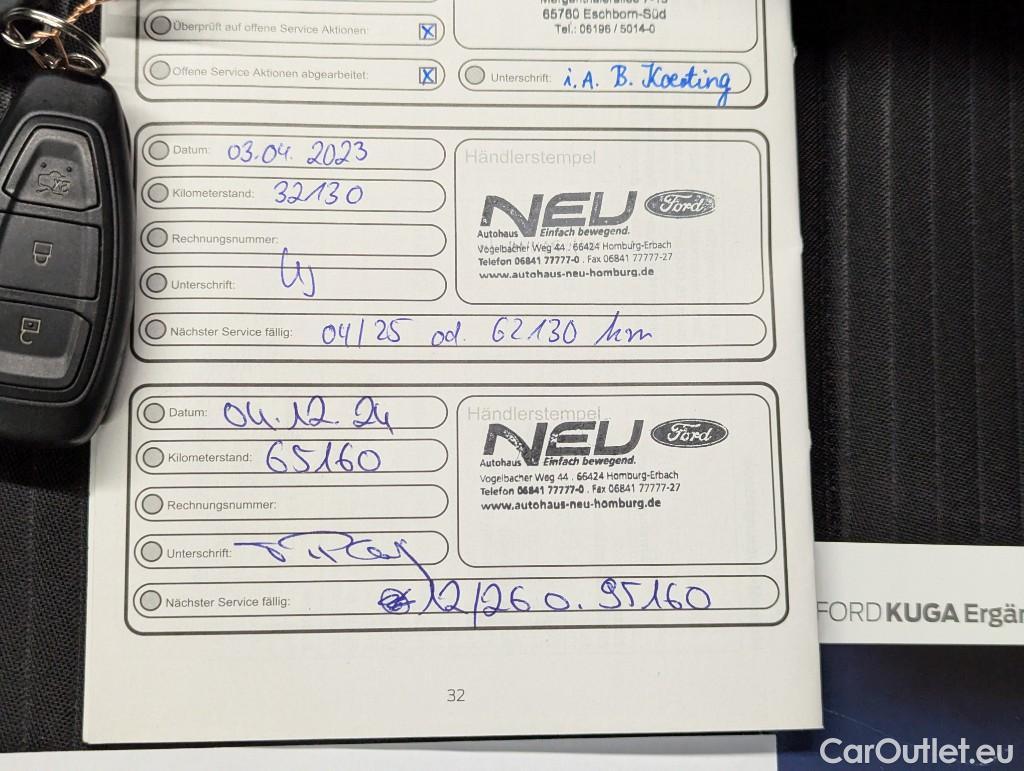 65760 Eschborn-Süd
Tel.: 06196 / 5014-0
Überprüft auf offene Service Aktionen: X
Offene Service Aktionen abgearbeitet: X
Unterschrift: i.A. B. Koesting
Datum: 03.04.2023
Kilometerstand: 32130
Rechnungsnummer:
Unterschrift:
Händlerstempel
NEU Ford
Autohaus Einfach bewegend.
Vogelbacher Weg 44 . 66424 Homburg-Erbach
Telefon 06841 77777-0 . Fax 06841 77777-27
www.autohaus-neu-homburg.de
Nächster Service fällig: 04/25 od. 62130 km
Datum: 04.12.24
Kilometerstand: 65160
Rechnungsnummer:
Unterschrift:
Händlerstempel
NEU Ford
Autohaus Einfach bewegend.
Vogelbacher Weg 44 . 66424 Homburg-Erbach
Telefon 06841 77777-0 . Fax 06841 77777-27
www.autohaus-neu-homburg.de
Nächster Service fällig: 12/26 o. 95160
32
FORD KUGA Ergän
CarOutlet.eu